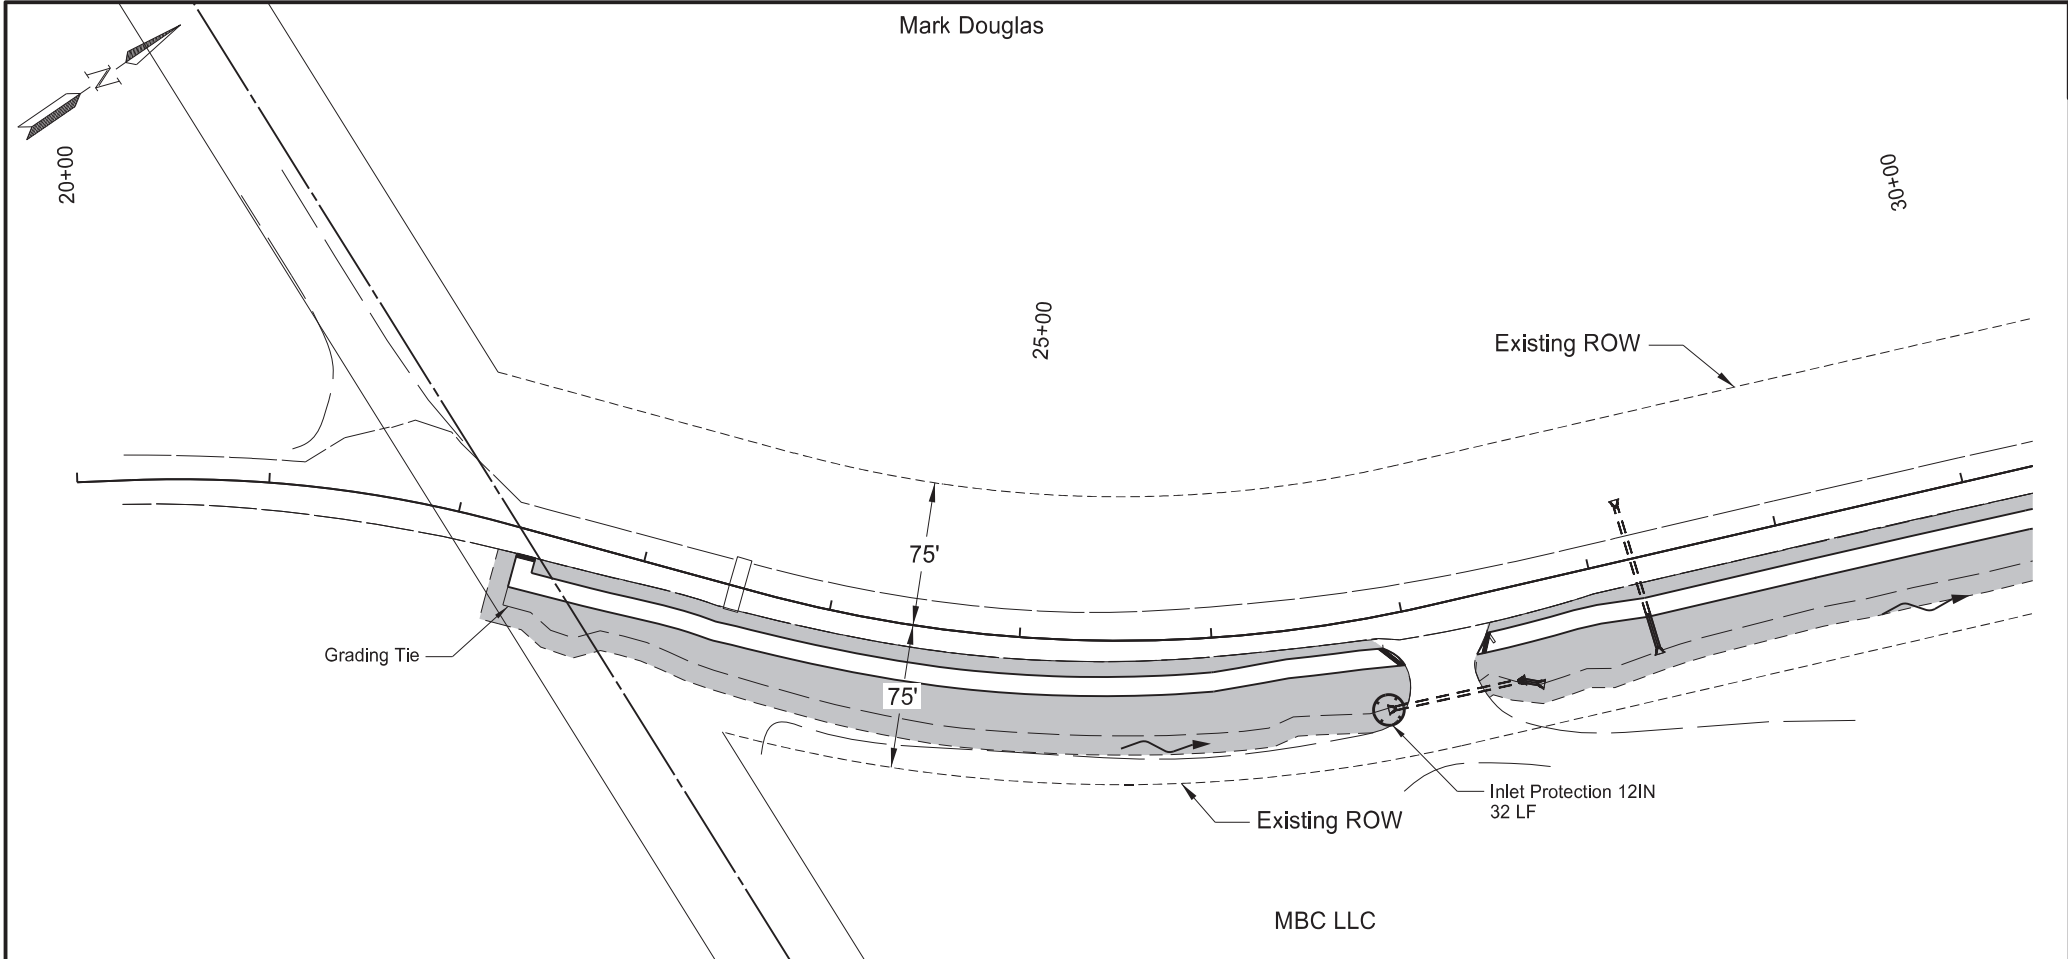 Mark Douglas
N
20+00
30+00
25+00
Existing ROW
75'
Grading Tie
75'
Inlet Protection 12IN
32 LF
Existing ROW
MBC LLC